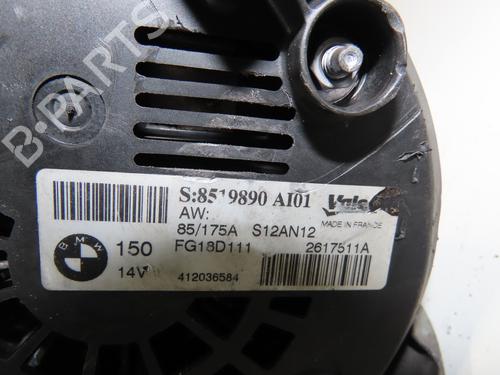 B-PARTS
S:8519890 AI01
Valeo
AW:
MADE IN FRANCE
85/175A S12AN12
BMW
150 FG18D111 2617511A
14V 412036584